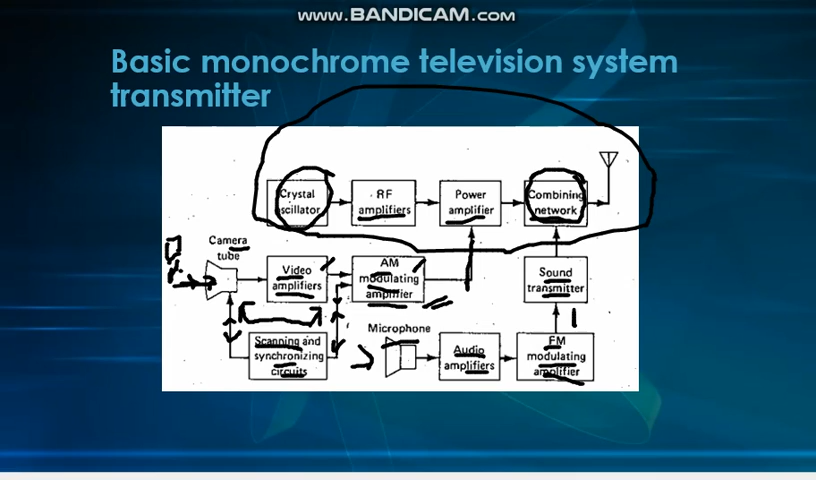 www.BANDICAM.com
Basic monochrome television system
transmitter
Crystal
oscillator
RF
amplifiers
Power
amplifier
Combining
network
Camera
tube
Video
amplifiers
AM
modulating
amplifier
Sound
transmitter
Scanning and
synchronizing
circuits
Microphone
Audio
amplifiers
FM
modulating
amplifier